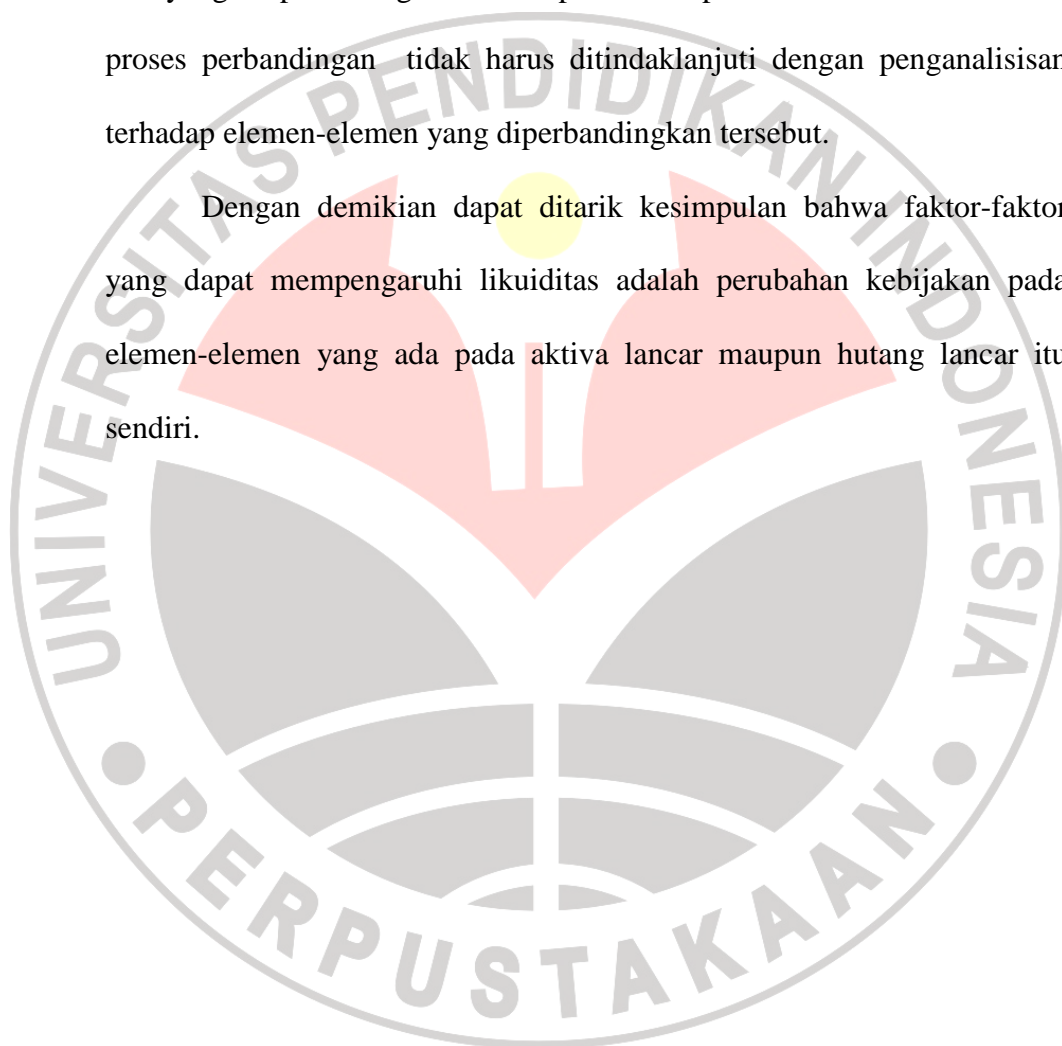 proses perbandingan tidak harus ditindaklanjuti dengan penganalisisan
terhadap elemen-elemen yang diperbandingkan tersebut.
Dengan demikian dapat ditarik kesimpulan bahwa faktor-faktor
yang dapat mempengaruhi likuiditas adalah perubahan kebijakan pada
elemen-elemen yang ada pada aktiva lancar maupun hutang lancar itu
sendiri.
UNIVERSITAS PENDIDIKAN INDONESIA
PERPUSTAKAAN